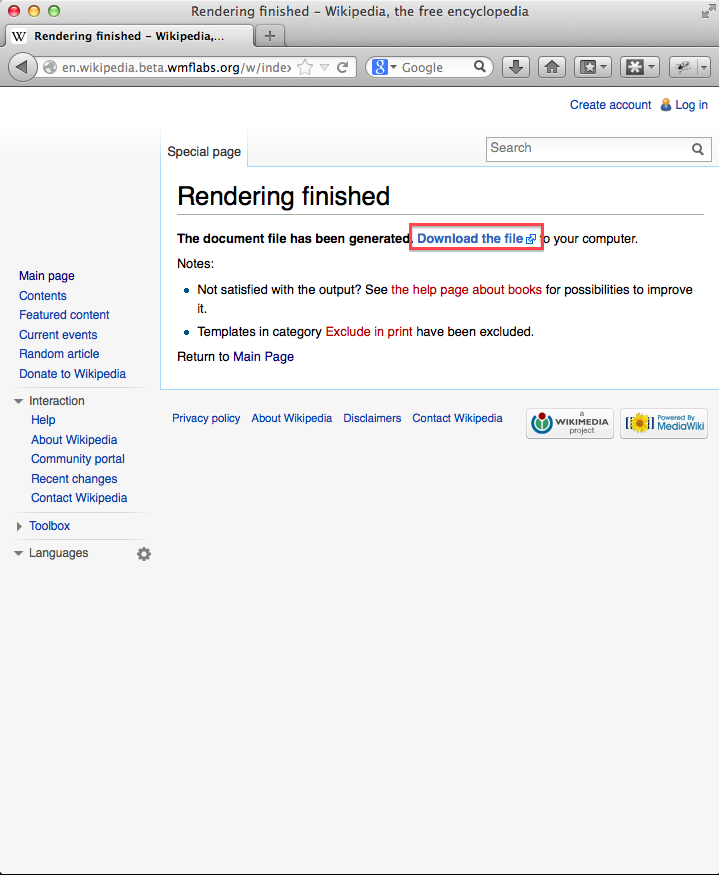 Rendering finished – Wikipedia, the free encyclopedia
W Rendering finished – Wikipedia,...
en.wikipedia.beta.wmflabs.org/w/index
Google
Create account Log in
Special page
Search
Rendering finished
The document file has been generated. Download the file to your computer.
Notes:
Not satisfied with the output? See the help page about books for possibilities to improve
it.
Templates in category Exclude in print have been excluded.
Return to Main Page
Main page
Contents
Featured content
Current events
Random article
Donate to Wikipedia
Interaction
Help
About Wikipedia
Community portal
Recent changes
Contact Wikipedia
Toolbox
Languages
Privacy policy About Wikipedia Disclaimers Contact Wikipedia
a
WIKIMEDIA
project
Powered By
MediaWiki